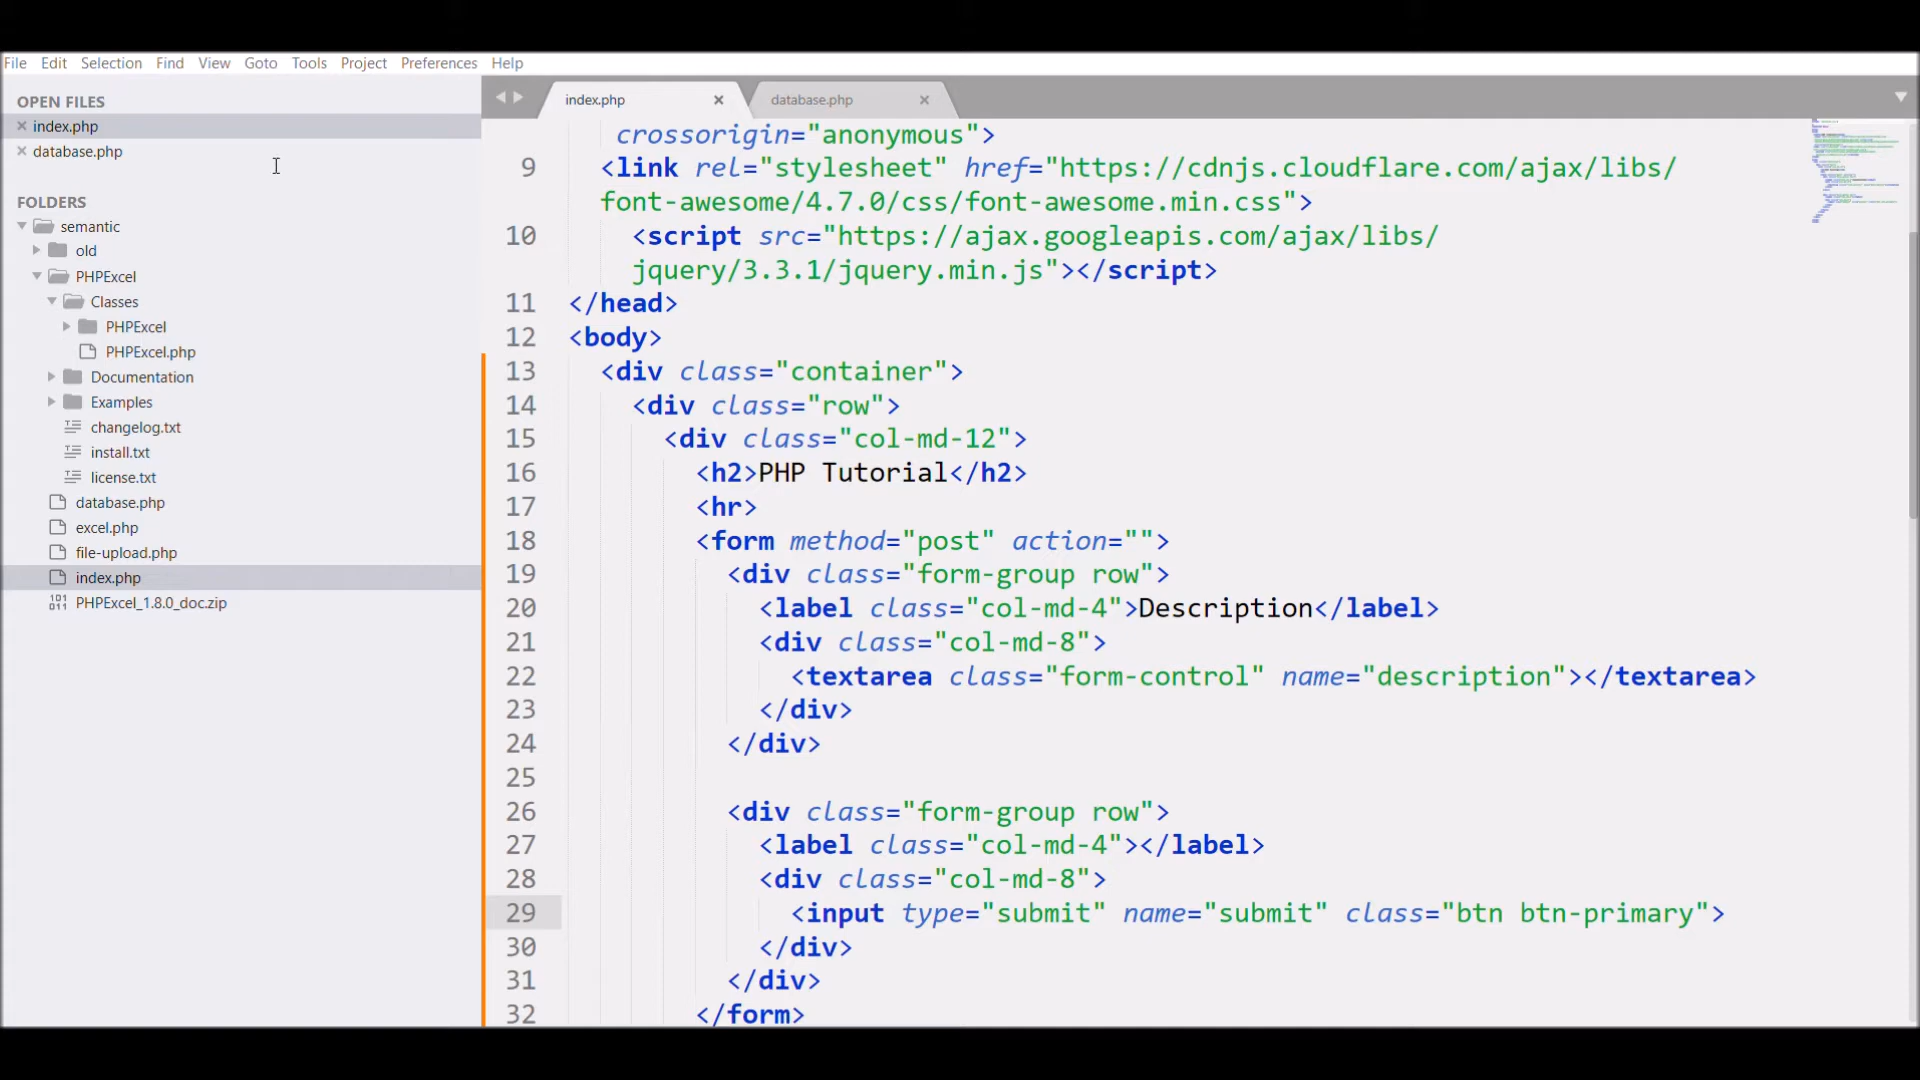 File Edit Selection Find View Goto Tools Project Preferences Help
OPEN FILES
index.php
database.php
FOLDERS
semantic
old
PHPExcel
Classes
PHPExcel
PHPExcel.php
Documentation
Examples
changelog.txt
install.txt
license.txt
database.php
excel.php
file-upload.php
index.php
PHPExcel_1.8.0_doc.zip
index.php database.php
crossorigin="anonymous">
9 <link rel="stylesheet" href="https://cdnjs.cloudflare.com/ajax/libs/
font-awesome/4.7.0/css/font-awesome.min.css">
10 <script src="https://ajax.googleapis.com/ajax/libs/
jquery/3.3.1/jquery.min.js"></script>
11 </head>
12 <body>
13 <div class="container">
14 <div class="row">
15 <div class="col-md-12">
16 <h2>PHP Tutorial</h2>
17 <hr>
18 <form method="post" action="">
19 <div class="form-group row">
20 <label class="col-md-4">Description</label>
21 <div class="col-md-8">
22 <textarea class="form-control" name="description"></textarea>
23 </div>
24 </div>
25
26 <div class="form-group row">
27 <label class="col-md-4"></label>
28 <div class="col-md-8">
29 <input type="submit" name="submit" class="btn btn-primary">
30 </div>
31 </div>
32 </form>